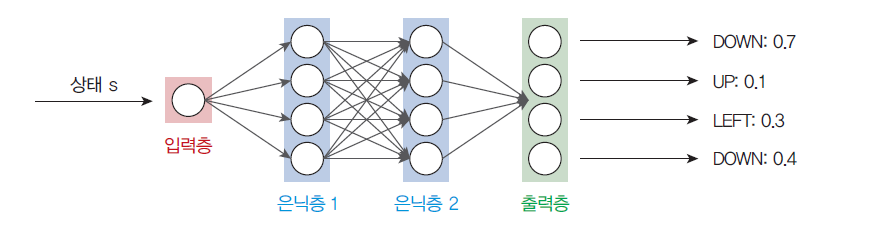 상태 s
입력층
은닉층 1
은닉층 2
출력층
DOWN: 0.7
UP: 0.1
LEFT: 0.3
DOWN: 0.4